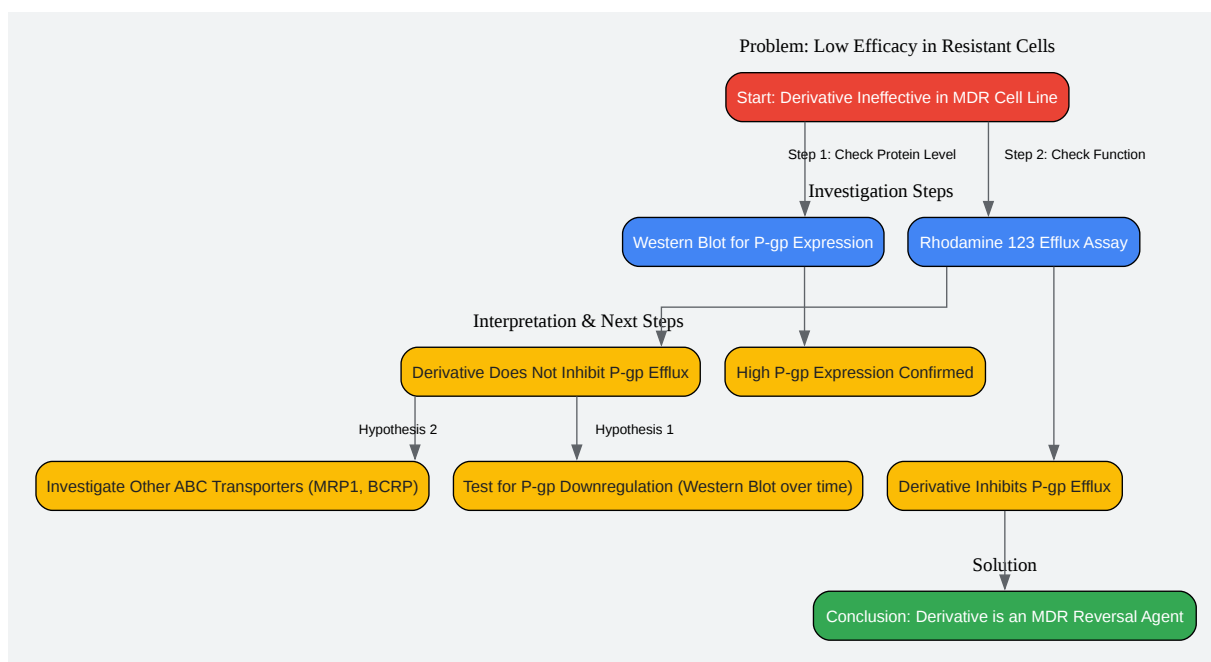 Problem: Low Efficacy in Resistant Cells
Start: Derivative Ineffective in MDR Cell Line
Step 1: Check Protein Level
Step 2: Check Function
Investigation Steps
Western Blot for P-gp Expression
Rhodamine 123 Efflux Assay
Interpretation & Next Steps
Derivative Does Not Inhibit P-gp Efflux
High P-gp Expression Confirmed
Hypothesis 2
Hypothesis 1
Investigate Other ABC Transporters (MRP1, BCRP)
Test for P-gp Downregulation (Western Blot over time)
Derivative Inhibits P-gp Efflux
Solution
Conclusion: Derivative is an MDR Reversal Agent